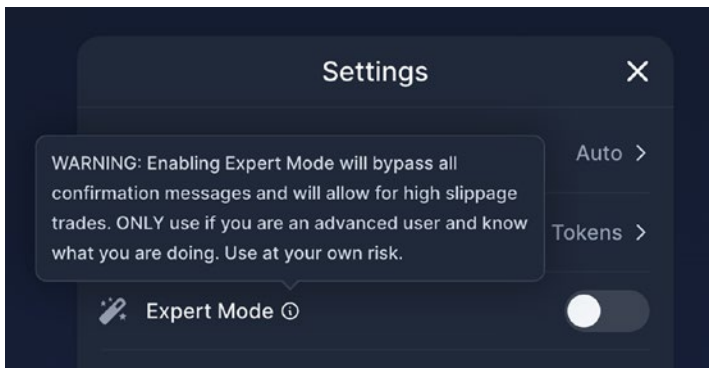 Settings
Auto
WARNING: Enabling Expert Mode will bypass all
confirmation messages and will allow for high slippage
trades. ONLY use if you are an advanced user and know
what you are doing. Use at your own risk.
Tokens
Expert Mode